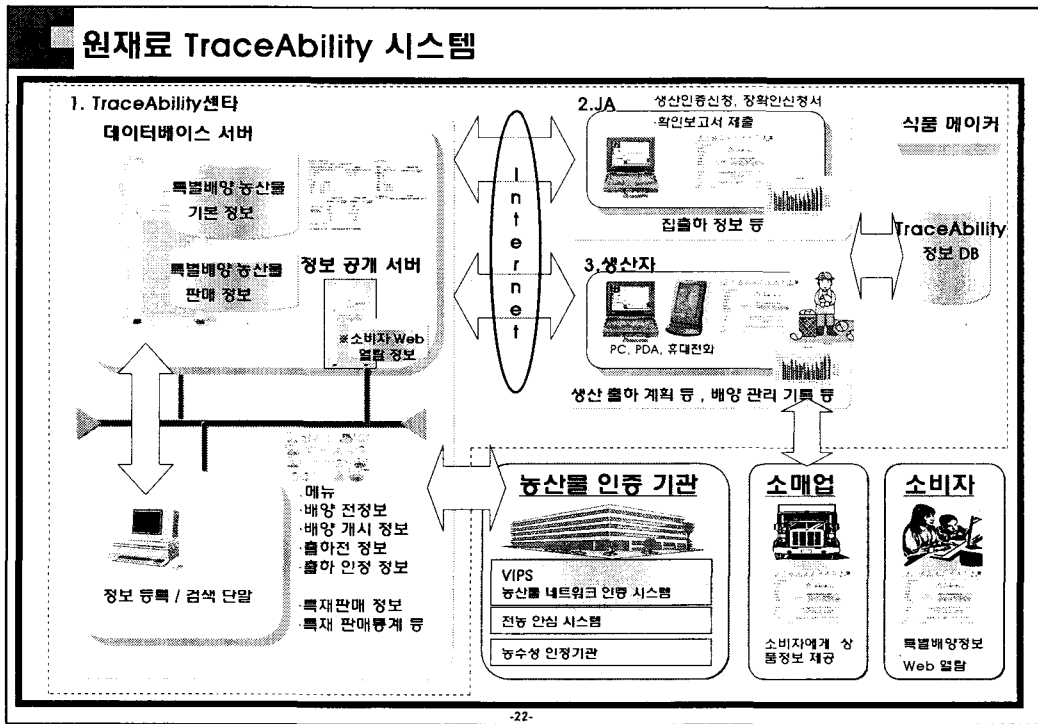 원재료 TraceAbility 시스템
1. TraceAbility센타
데이터베이스 서버
특별배양 농산물
기본 정보
특별배양 농산물
판매 정보
정보 공개 서버
※소비자 Web
열람 정보
Internet
2.JA
생산인증신청, 장확인신청서
·확인보고서 제출
집출하 정보 등
3.생산자
PC, PDA, 휴대전화
생산 출하 계획 등 , 배양 관리 기록 등
식품 메이커
TraceAbility
정보 DB
정보 등록 / 검색 단말
·메뉴
·배양 전정보
·배양 개시 정보
·출하전 정보
·출하 인정 정보
·특재판매 정보
·특재 판매통계 등
농산물 인증 기관
VIPS
농산물 네트워크 인증 시스템
전농 안심 시스템
농수성 인정기관
소매업
소비자에게 상
품정보 제공
소비자
특별배양정보
Web 열람
-22-